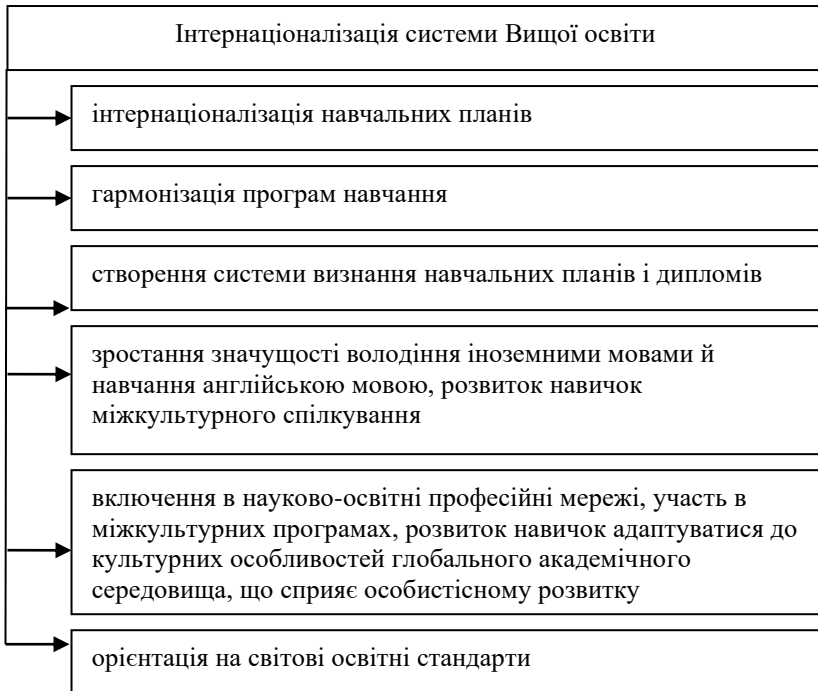 Інтернаціоналізація системи Вищої освіти
інтернаціоналізація навчальних планів
гармонізація програм навчання
створення системи визнання навчальних планів і дипломів
зростання значущості володіння іноземними мовами й
навчання англійською мовою, розвиток навичок
міжкультурного спілкування
включення в науково-освітні професійні мережі, участь в
міжкультурних програмах, розвиток навичок адаптуватися до
культурних особливостей глобального академічного
середовища, що сприяє особистісному розвитку
орієнтація на світові освітні стандарти